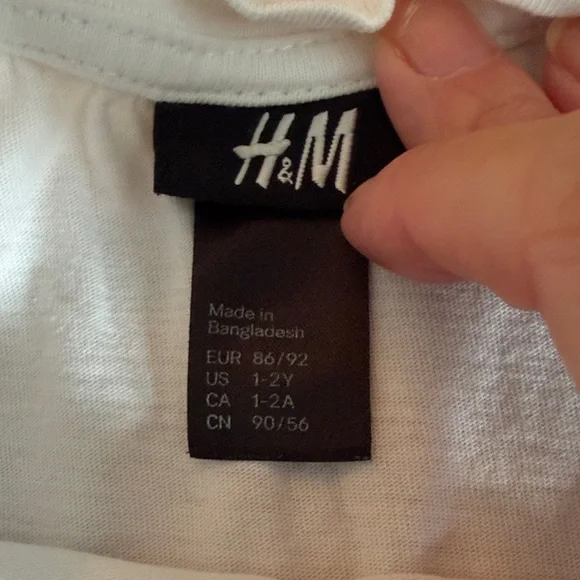 H&M
Made in
Bangladesh
EUR 86/92
US 1-2Y
CA 1-2A
CN 90/56